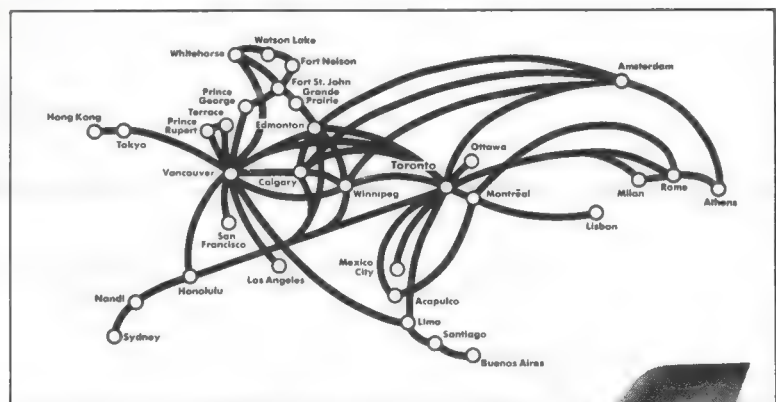 Watson Lake
Whitehorse
Fort Nelson
Fort St. John
Prince
George
Grande
Prairie
Terrace
Prince
Rupert
Edmonton
Hong Kong
Tokyo
Vancouver
Calgary
Winnipeg
Toronto
Ottawa
Montréal
Amsterdam
Milan
Rome
Athens
Lisbon
San
Francisco
Los Angeles
Honolulu
Nandi
Sydney
Mexico
City
Acapulco
Lima
Santiago
Buenos Aires